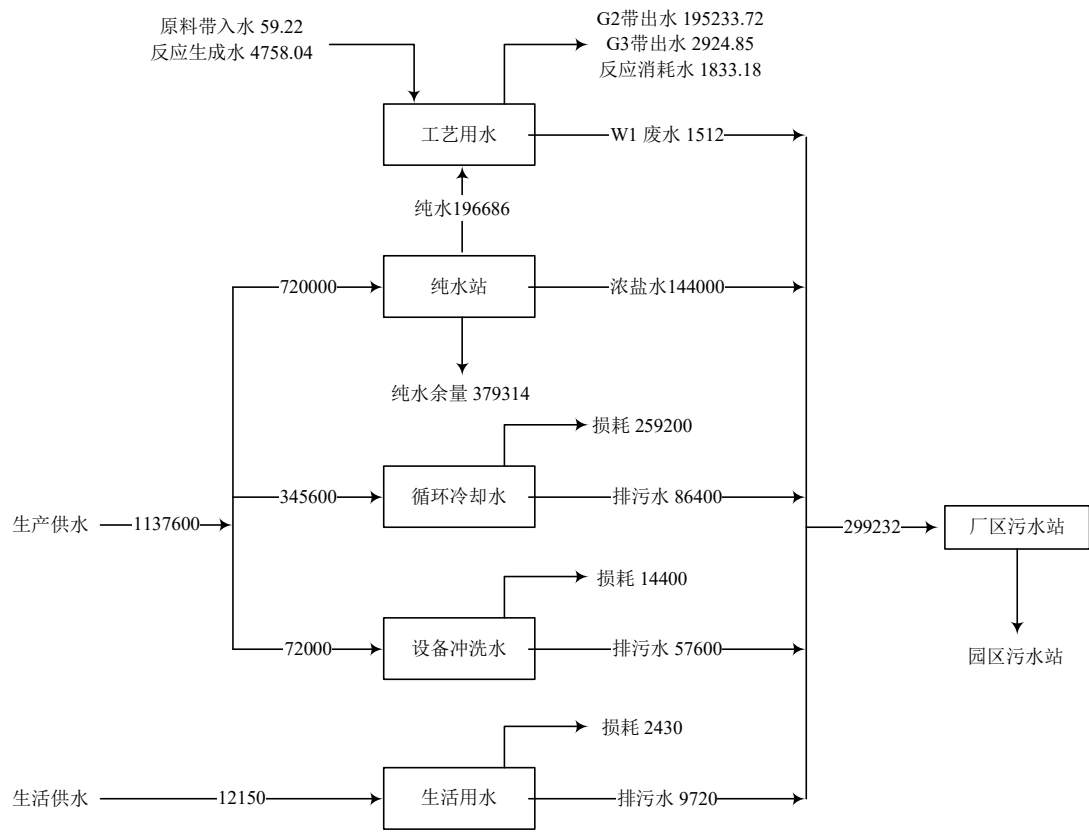 原料带入水 59.22
反应生成水 4758.04
G2带出水 195233.72
G3带出水 2924.85
反应消耗水 1833.18
工艺用水
W1 废水 1512
纯水196686
720000
纯水站
浓盐水144000
纯水余量 379314
损耗 259200
345600
循环冷却水
排污水 86400
生产供水
1137600
299232
厂区污水站
损耗 14400
72000
设备冲洗水
排污水 57600
园区污水站
损耗 2430
生活供水
12150
生活用水
排污水 9720